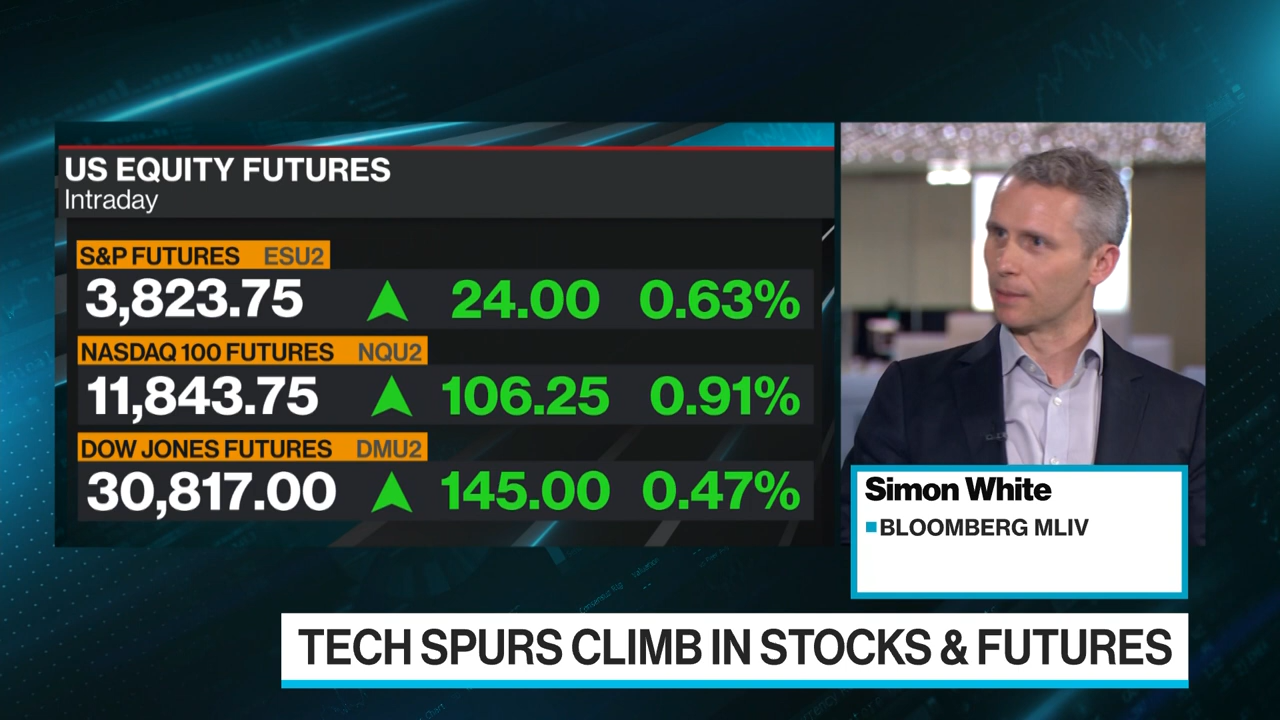 US EQUITY FUTURES
Intraday
S&P FUTURES ESU2
3,823.75 ▲ 24.00 0.63%
NASDAQ 100 FUTURES NQU2
11,843.75 ▲ 106.25 0.91%
DOW JONES FUTURES DMU2
30,817.00 ▲ 145.00 0.47%
Simon White
BLOOMBERG MLIV
TECH SPURS CLIMB IN STOCKS & FUTURES